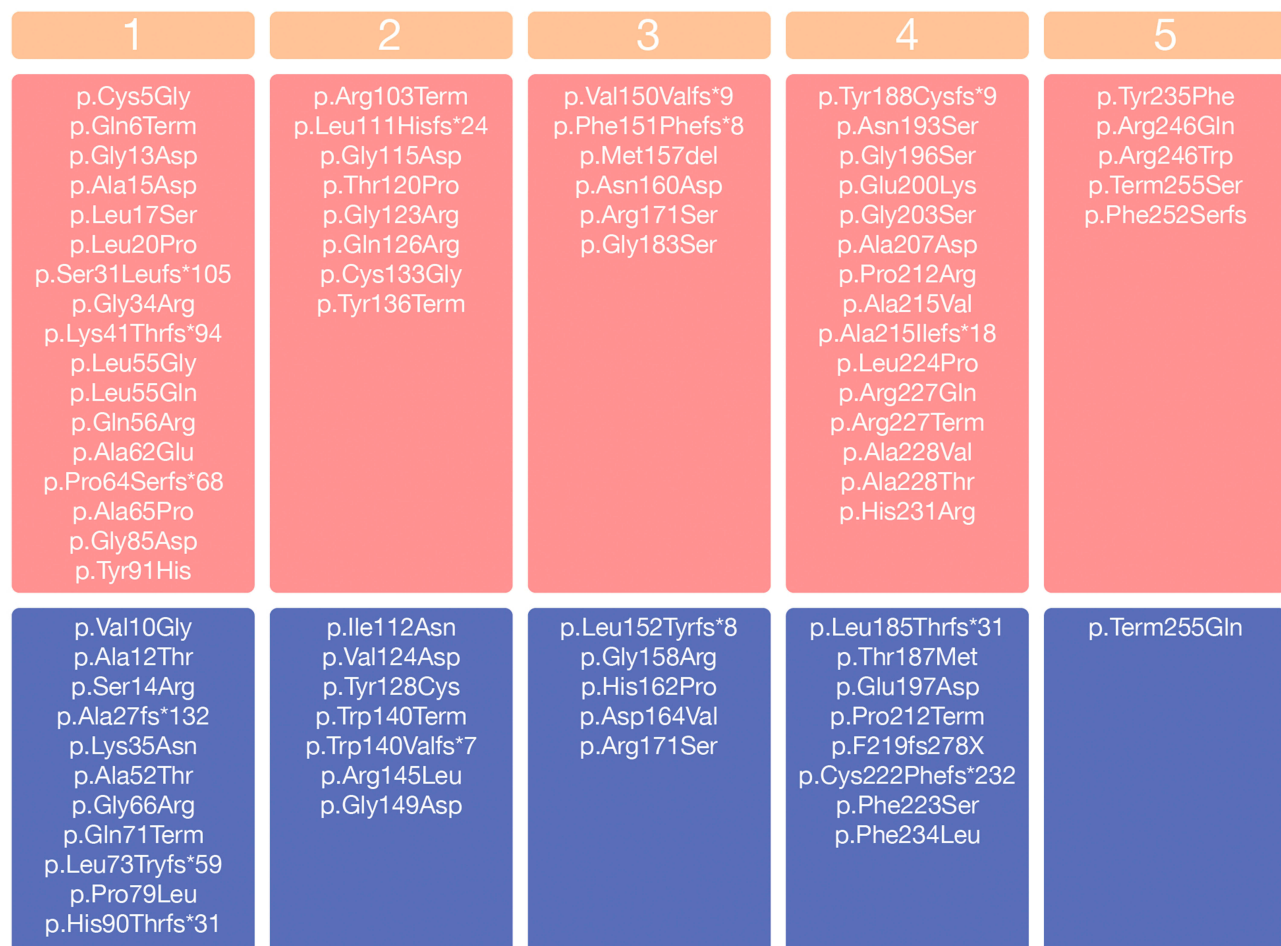 1
2
3
4
5
p.Cys5Gly
p.Gln6Term
p.Gly13Asp
p.Ala15Asp
p.Leu17Ser
p.Leu20Pro
p.Ser31Leufs*105
p.Gly34Arg
p.Lys41Thrfs*94
p.Leu55Gly
p.Leu55Gln
p.Gln56Arg
p.Ala62Glu
p.Pro64Serfs*68
p.Ala65Pro
p.Gly85Asp
p.Tyr91His
p.Arg103Term
p.Leu111Hisfs*24
p.Gly115Asp
p.Thr120Pro
p.Gly123Arg
p.Gln126Arg
p.Cys133Gly
p.Tyr136Term
p.Val150Valfs*9
p.Phe151Phefs*8
p.Met157del
p.Asn160Asp
p.Arg171Ser
p.Gly183Ser
p.Tyr188Cysfs*9
p.Asn193Ser
p.Gly196Ser
p.Glu200Lys
p.Gly203Ser
p.Ala207Asp
p.Pro212Arg
p.Ala215Val
p.Ala215Ilefs*18
p.Leu224Pro
p.Arg227Gln
p.Arg227Term
p.Ala228Val
p.Ala228Thr
p.His231Arg
p.Tyr235Phe
p.Arg246Gln
p.Arg246Trp
p.Term255Ser
p.Phe252Serfs
p.Val10Gly
p.Ala12Thr
p.Ser14Arg
p.Ala27fs*132
p.Lys35Asn
p.Ala52Thr
p.Gly66Arg
p.Gln71Term
p.Leu73Tryfs*59
p.Pro79Leu
p.His90Thrfs*31
p.Ile112Asn
p.Val124Asp
p.Tyr128Cys
p.Trp140Term
p.Trp140Valfs*7
p.Arg145Leu
p.Gly149Asp
p.Leu152Tyrfs*8
p.Gly158Arg
p.His162Pro
p.Asp164Val
p.Arg171Ser
p.Leu185Thrfs*31
p.Thr187Met
p.Glu197Asp
p.Pro212Term
p.F219fs278X
p.Cys222Phefs*232
p.Phe223Ser
p.Phe234Leu
p.Term255Gln